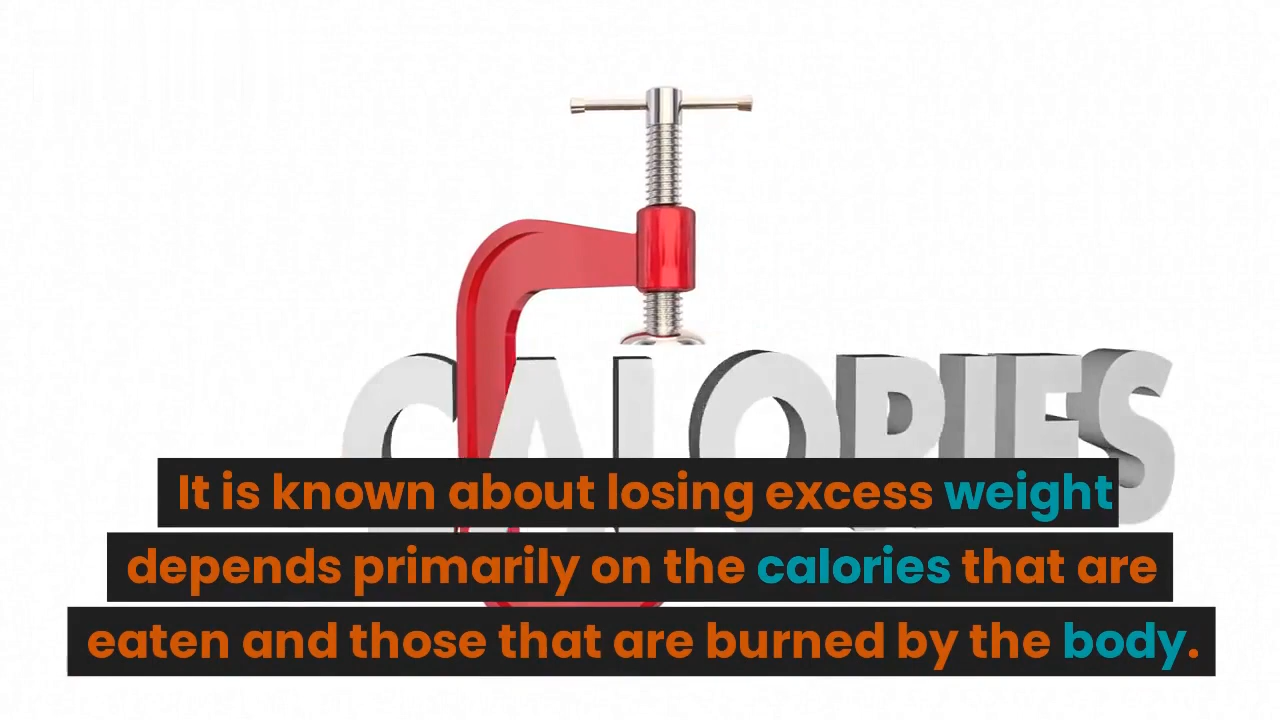 CALORIES
It is known about losing excess weight
depends primarily on the calories that are
eaten and those that are burned by the body.